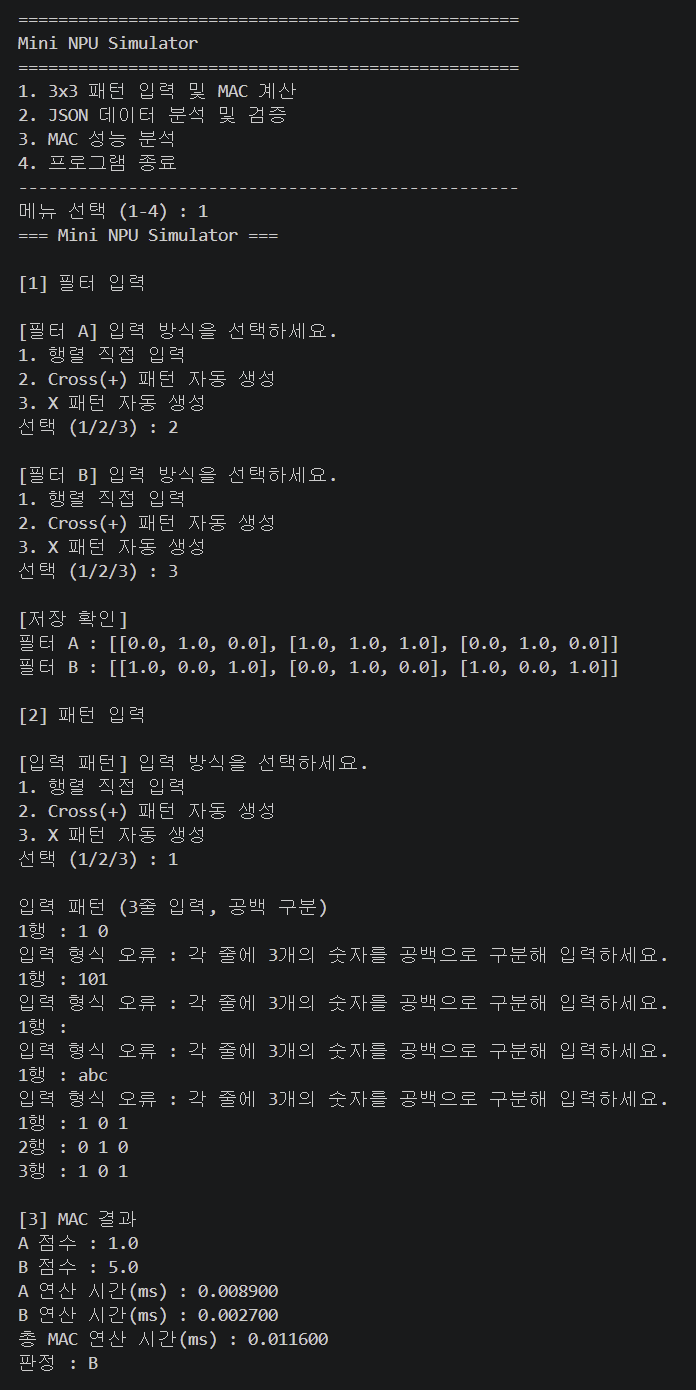 ==================================================
Mini NPU Simulator
==================================================
1. 3x3 패턴 입력 및 MAC 계산
2. JSON 데이터 분석 및 검증
3. MAC 성능 분석
4. 프로그램 종료
--------------------------------------------------
메뉴 선택 (1-4) : 1
=== Mini NPU Simulator ===
[1] 필터 입력
[필터 A] 입력 방식을 선택하세요.
1. 행렬 직접 입력
2. Cross(+) 패턴 자동 생성
3. X 패턴 자동 생성
선택 (1/2/3) : 2
[필터 B] 입력 방식을 선택하세요.
1. 행렬 직접 입력
2. Cross(+) 패턴 자동 생성
3. X 패턴 자동 생성
선택 (1/2/3) : 3
[저장 확인]
필터 A : [[0.0, 1.0, 0.0], [1.0, 1.0, 1.0], [0.0, 1.0, 0.0]]
필터 B : [[1.0, 0.0, 1.0], [0.0, 1.0, 0.0], [1.0, 0.0, 1.0]]
[2] 패턴 입력
[입력 패턴] 입력 방식을 선택하세요.
1. 행렬 직접 입력
2. Cross(+) 패턴 자동 생성
3. X 패턴 자동 생성
선택 (1/2/3) : 1
입력 패턴 (3줄 입력, 공백 구분)
1행 : 1 0
입력 형식 오류 : 각 줄에 3개의 숫자를 공백으로 구분해 입력하세요.
1행 : 101
입력 형식 오류 : 각 줄에 3개의 숫자를 공백으로 구분해 입력하세요.
1행 :
입력 형식 오류 : 각 줄에 3개의 숫자를 공백으로 구분해 입력하세요.
1행 : abc
입력 형식 오류 : 각 줄에 3개의 숫자를 공백으로 구분해 입력하세요.
1행 : 1 0 1
2행 : 0 1 0
3행 : 1 0 1
[3] MAC 결과
A 점수 : 1.0
B 점수 : 5.0
A 연산 시간(ms) : 0.008900
B 연산 시간(ms) : 0.002700
총 MAC 연산 시간(ms) : 0.011600
판정 : B